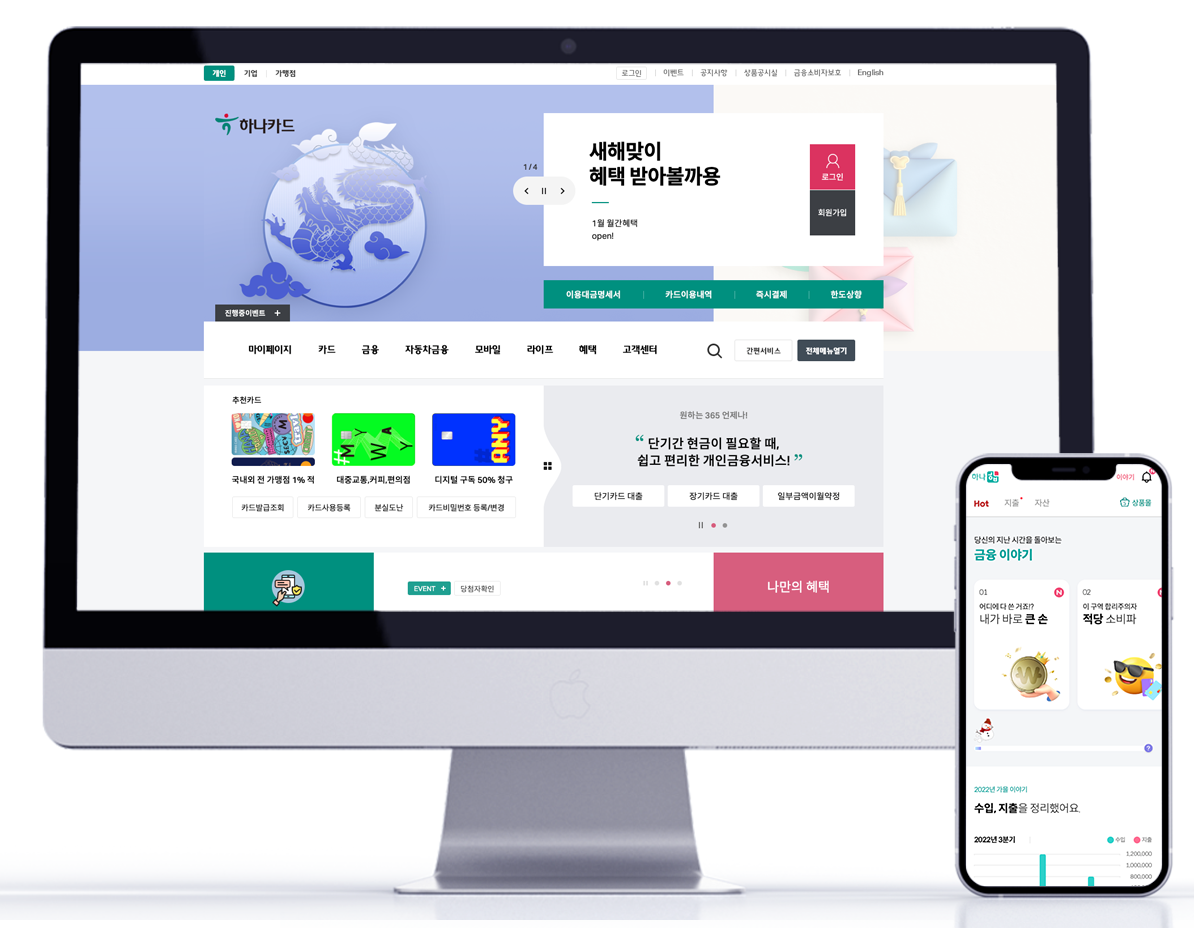 개인 기업 가맹점
로그인 이벤트 공지사항 상품공시실 금융소비자보호 English
하나카드
1 / 4
새해맞이
혜택 받아볼까용
1월 월간혜택
open!
로그인
회원가입
이용대금명세서 카드이용내역 즉시결제 한도상향
진행중이벤트 +
마이페이지 카드 금융 자동차금융 모바일 라이프 혜택 고객센터
간편서비스 전체메뉴열기
추천카드
#MY WAY
ANY
국내외 전 가맹점 1% 적
대중교통,커피,편의점
디지털 구독 50% 청구
카드발급조회 카드사용등록 분실도난 카드비밀번호 등록/변경
원하는 365 언제나!
“ 단기간 현금이 필요할 때,
쉽고 편리한 개인금융서비스! ”
단기카드 대출 장기카드 대출 일부금액이월약정
EVENT + 당첨자확인
나만의 혜택
하나
이야기
Hot 지출 자산 상품몰
당신의 지난 시간을 돌아보는
금융 이야기
01 N
어디에 다 쓴 거죠!?
내가 바로 큰 손
02
이 구역 합리주의자
적당 소비파
?
2022년 가을 이야기
수입, 지출을 정리했어요.
2022년 3분기
수입 지출
1,200,000
1,000,000
800,000